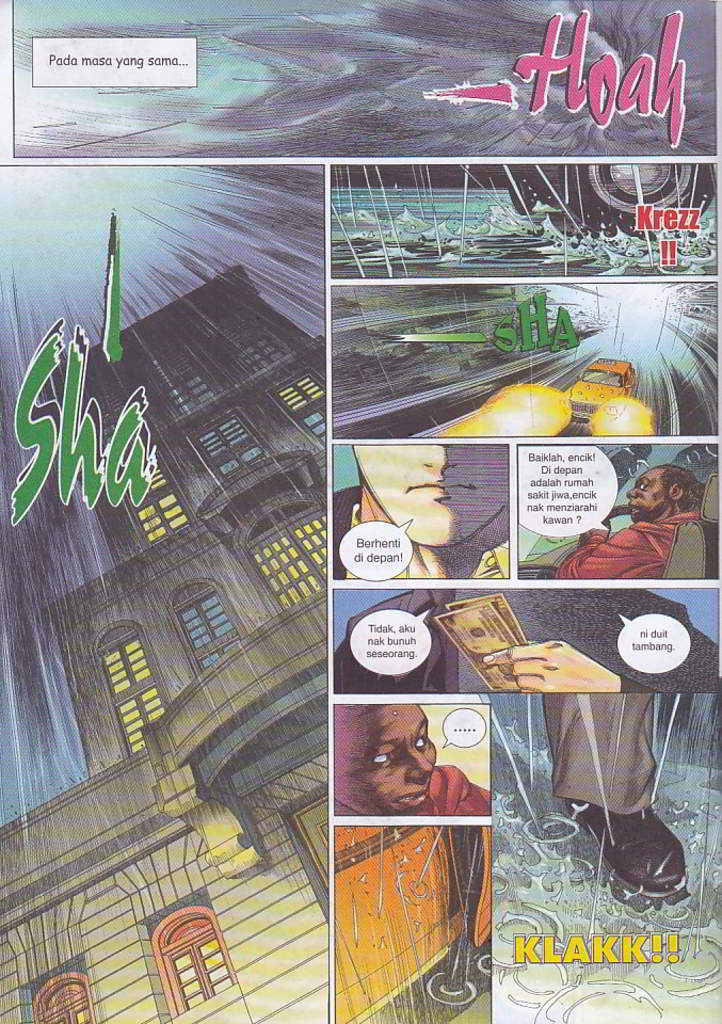 Pada masa yang sama...
Hoah
Sha
Krezz
!!
SHA
Berhenti
di depan!
Baiklah, encik!
Di depan
adalah rumah
sakit jiwa,encik
nak menziarahi
kawan ?
Tidak, aku
nak bunuh
seseorang.
ni duit
tambang.
.....
KLAKK!!